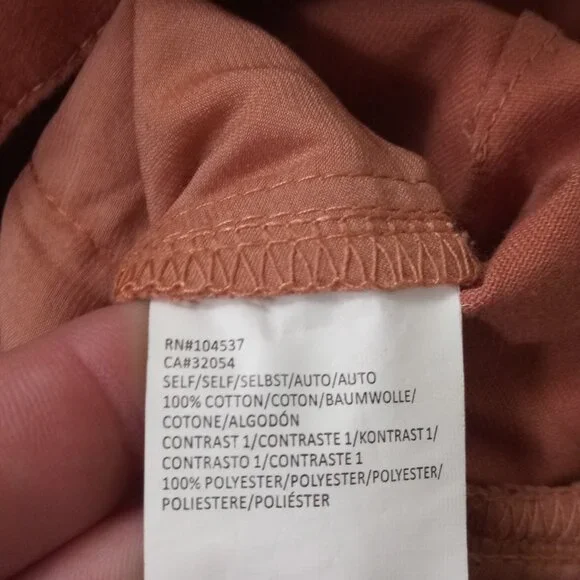 RN#104537
CA#32054
SELF/SELF/SELBST/AUTO/AUTO
100% COTTON/COTON/BAUMWOLLE/
COTONE/ALGODÓN
CONTRAST 1/CONTRASTE 1/KONTRAST 1/
CONTRASTO 1/CONTRASTE 1
100% POLYESTER/POLYESTER/POLYESTER/
POLIESTERE/POLIÉSTER